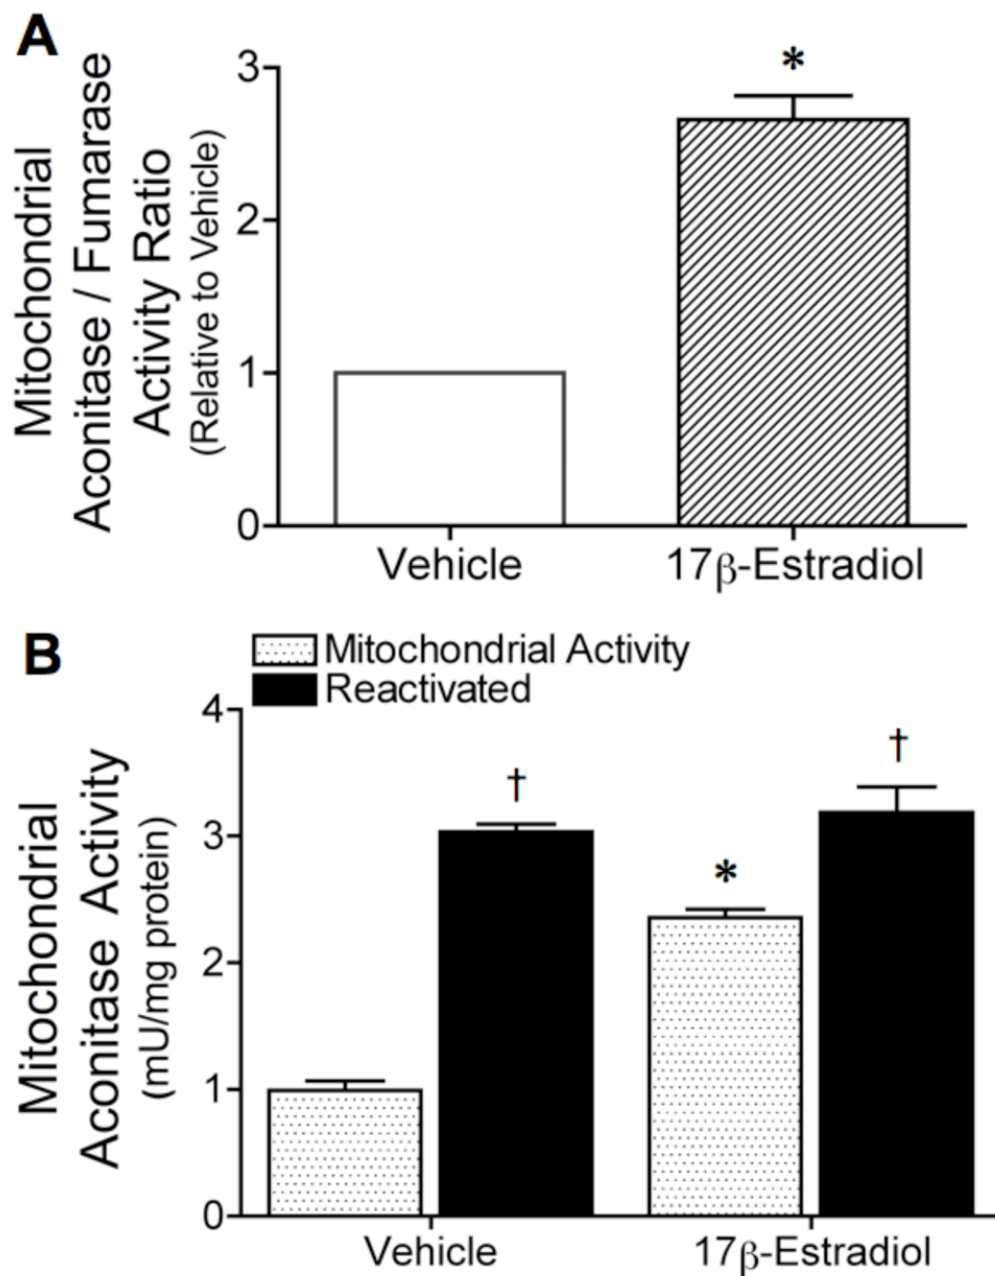 A
Mitochondrial
Aconitase / Fumarase
Activity Ratio
(Relative to Vehicle)
3
2
1
0
*
Vehicle
17β-Estradiol
B
Mitochondrial Activity
Reactivated
Mitochondrial
Aconitase Activity
(mU/mg protein)
4
3
2
1
0
†
*
†
Vehicle
17β-Estradiol